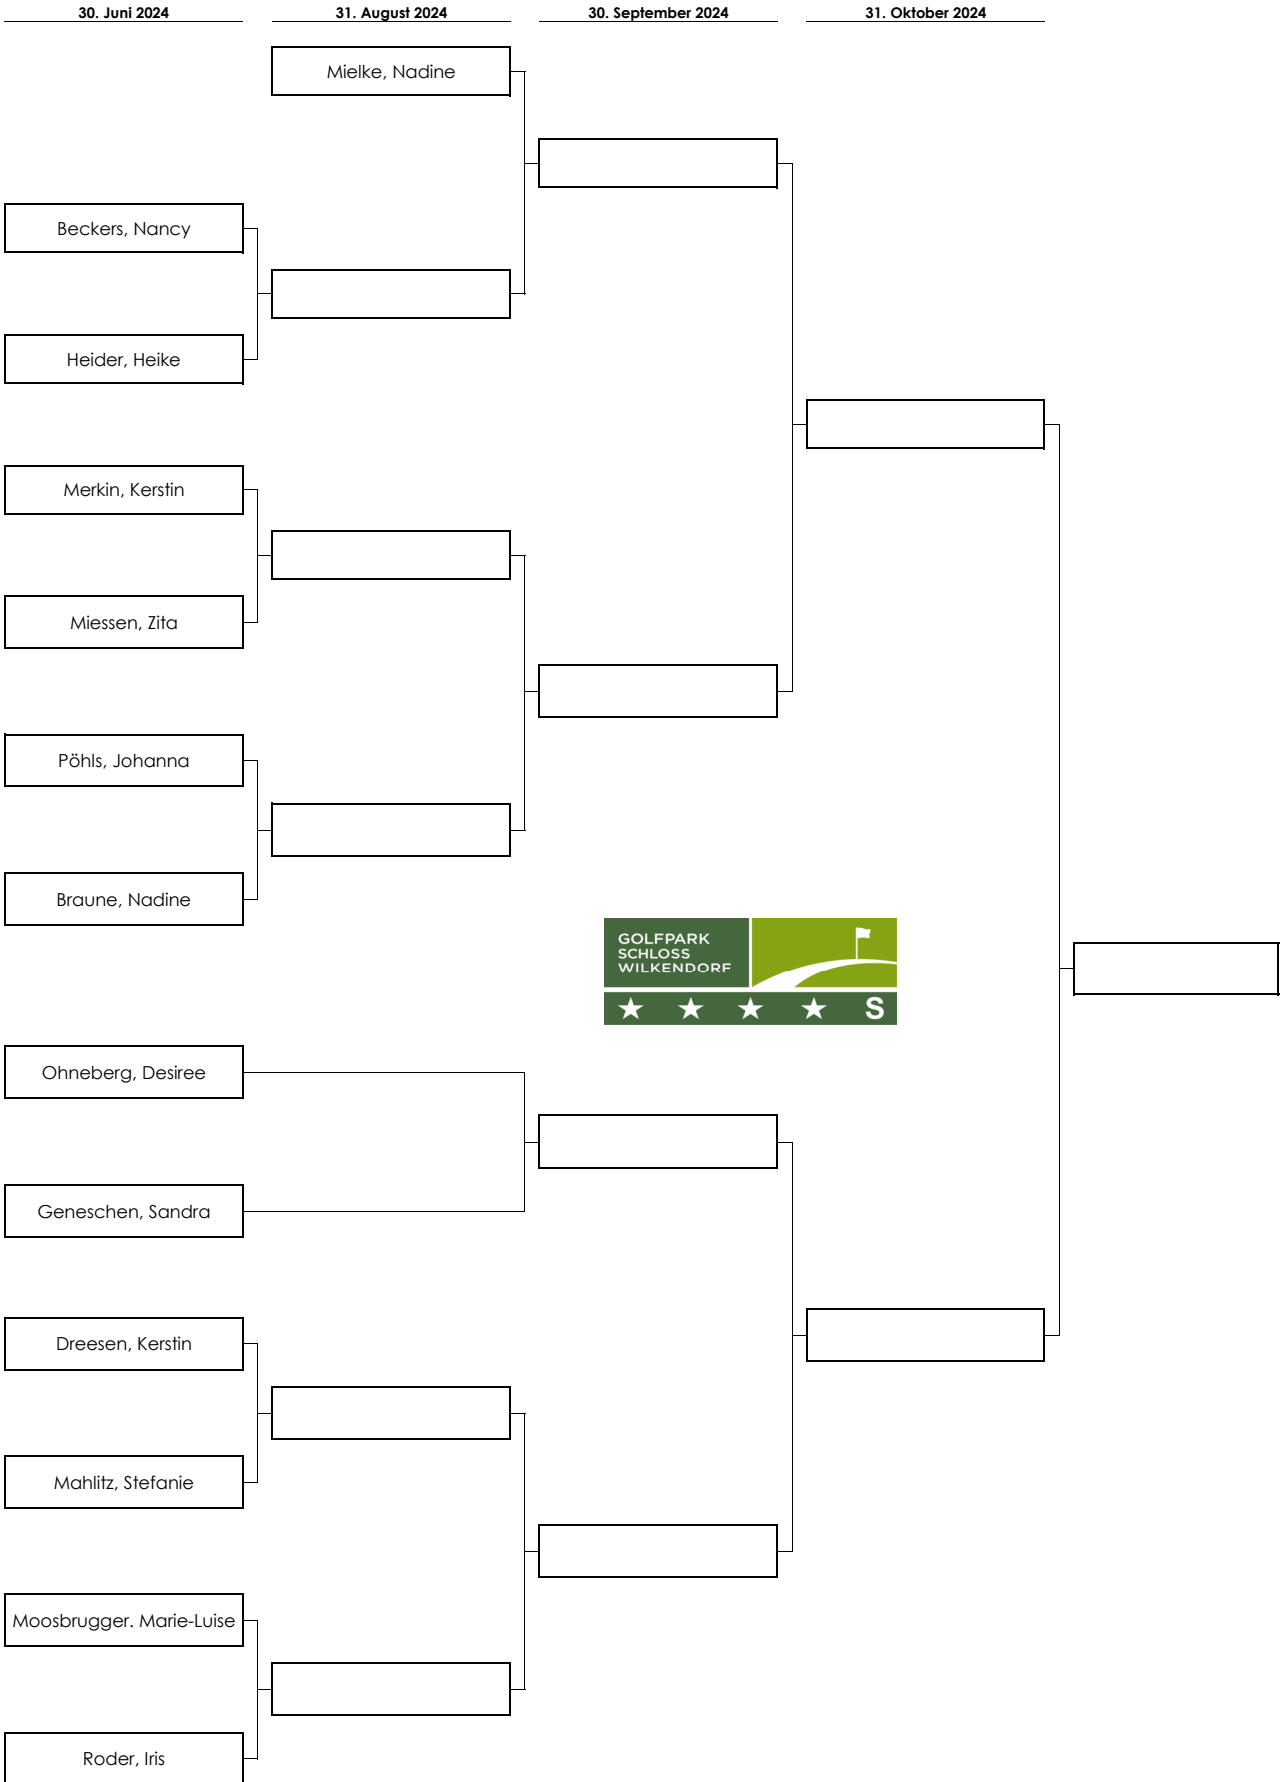 30. Juni 2024
31. August 2024
30. September 2024
31. Oktober 2024
Mielke, Nadine
Beckers, Nancy
Heider, Heike
Merkin, Kerstin
Miessen, Zita
Pöhls, Johanna
Braune, Nadine
GOLFPARK
SCHLOSS
WILKENDORF
S
Ohneberg, Desiree
Geneschen, Sandra
Dreesen, Kerstin
Mahlitz, Stefanie
Moosbrugger. Marie-Luise
Roder, Iris